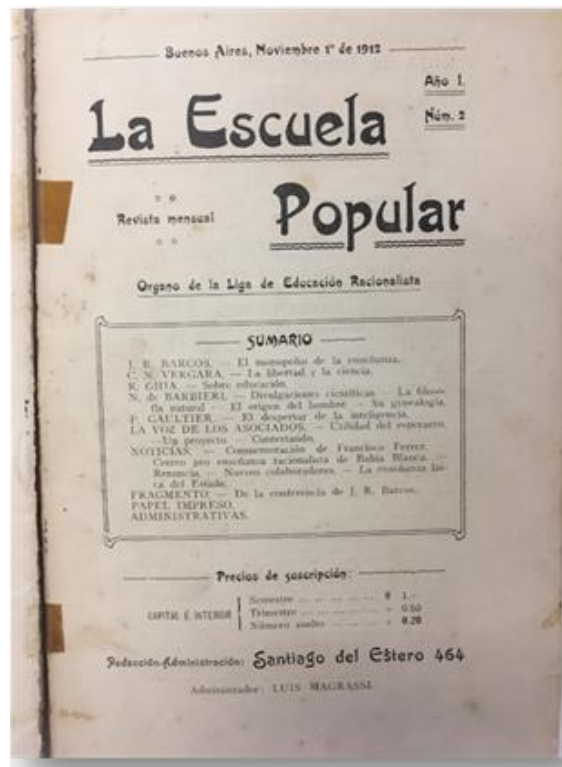 Buenos Aires, Noviembre 1º de 1912
Año I.
Núm. 2
La Escuela
Popular
Revista mensual
Organo de la Liga de Educación Racionalista
SUMARIO
J. R. BARCOS. — El monopolio de la enseñanza.
C. N. VERGARA. — La libertad y la ciencia.
R. GHIA. — Sobre educación.
N. de BARBIERI. — Divulgaciones científicas — La filoso-
fía natural — El origen del hombre — Su genealogía.
P. GAULTIER. — El despertar de la inteligencia.
LA VOZ DE LOS ASOCIADOS. — Utilidad del esperanto.
—Un proyecto — Contestando.
NOTICIAS. — Conmemoración de Francisco Ferrer. —
Centro pro enseñanza racionalista de Bahía Blanca. —
Renuncia. — Nuevos colaboradores. — La enseñanza lái-
ca del Estado.
FRAGMENTO. — De la conferencia de J. R. Barcos.
PAPEL IMPRESO.
ADMINISTRATIVAS.
Precios de suscripción:
CAPITAL É INTERIOR
Semestre ... $ 1.—
Trimestre ... » 0.50
Número suelto ... » 0.20
Redacción-Administración: Santiago del Estero 464
Administrador: LUIS MAGRASSI